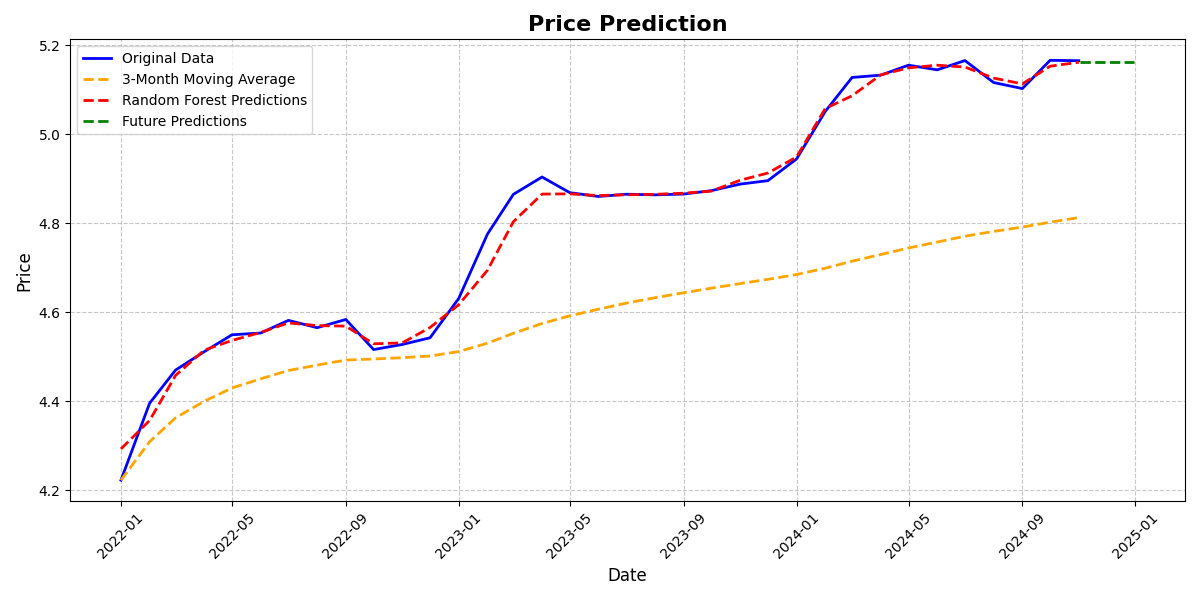 Price Prediction
Original Data
3-Month Moving Average
Random Forest Predictions
Future Predictions
5.2
5.0
4.8
4.6
4.4
4.2
Price
2022-01
2022-05
2022-09
2023-01
2023-05
2023-09
2024-01
2024-05
2024-09
2025-01
Date